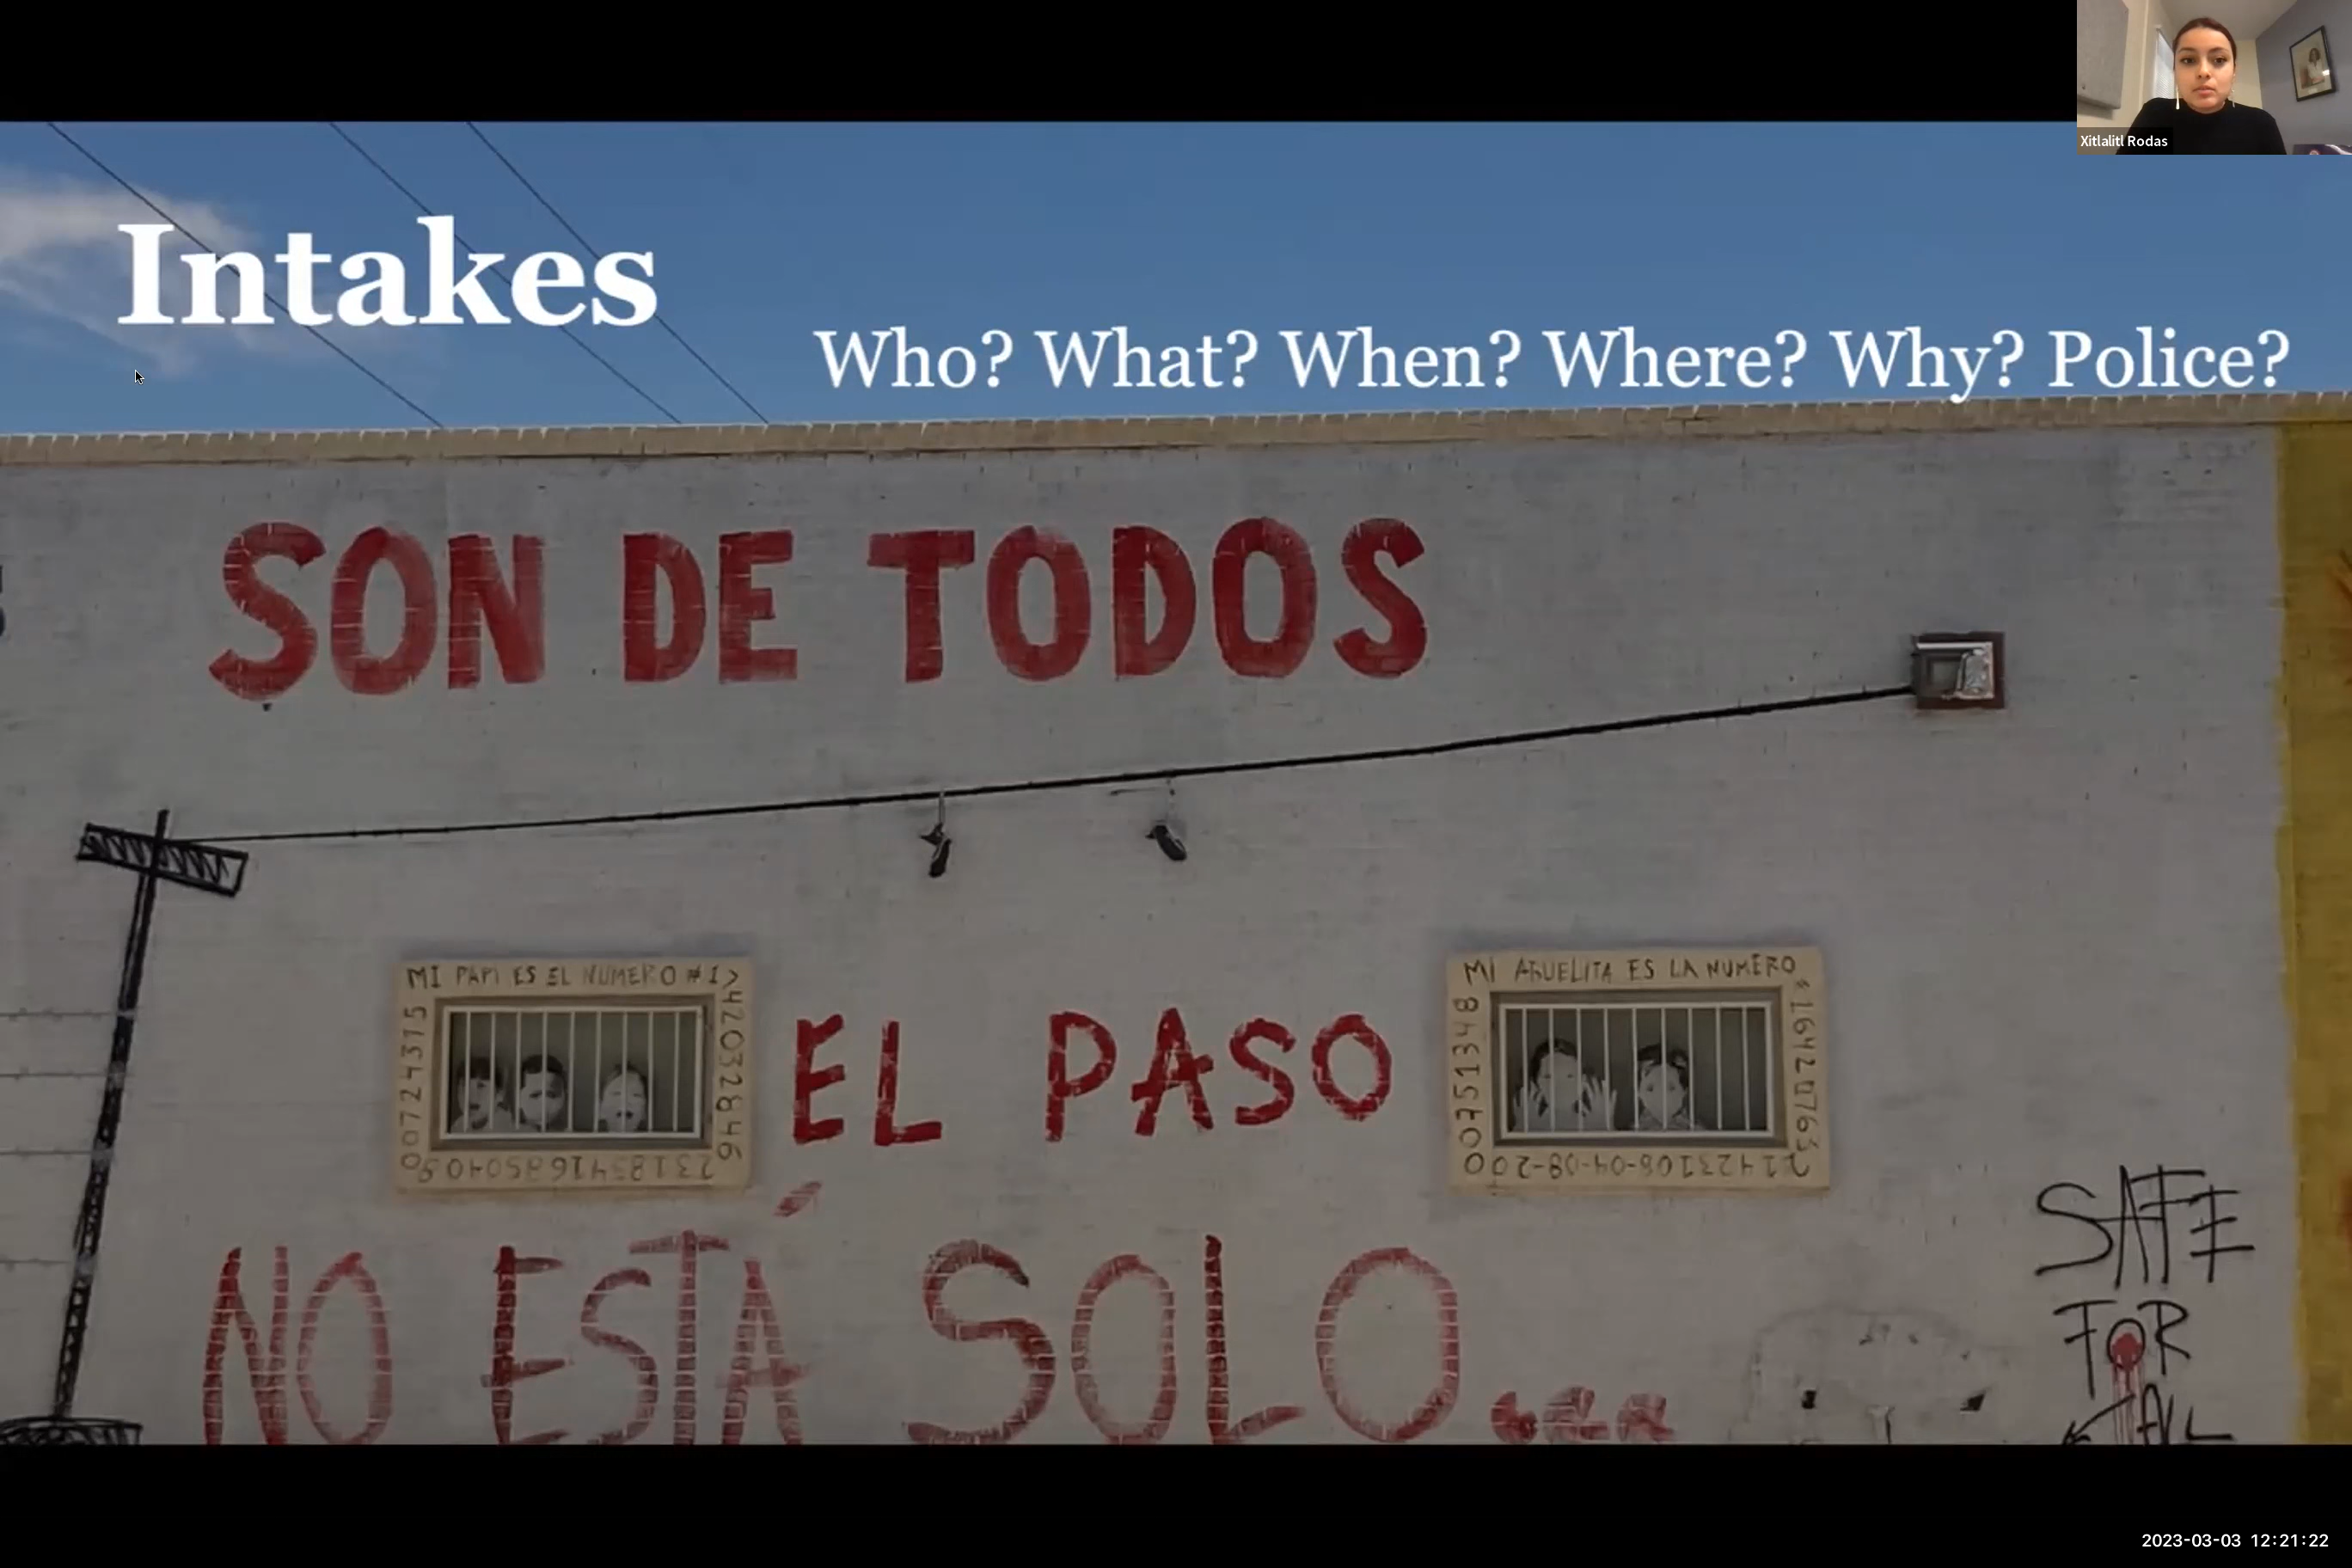 Xitlalitl Rodas
Intakes
Who? What? When? Where? Why? Police?
SON DE TODOS
MI PAPI ES EL NUMERO #1>
MI ABUELITA ES LA NUMERO
EL PASO
NO ESTÁ SOLO...
SAFE
FOR
ALL
2023-03-03 12:21:22